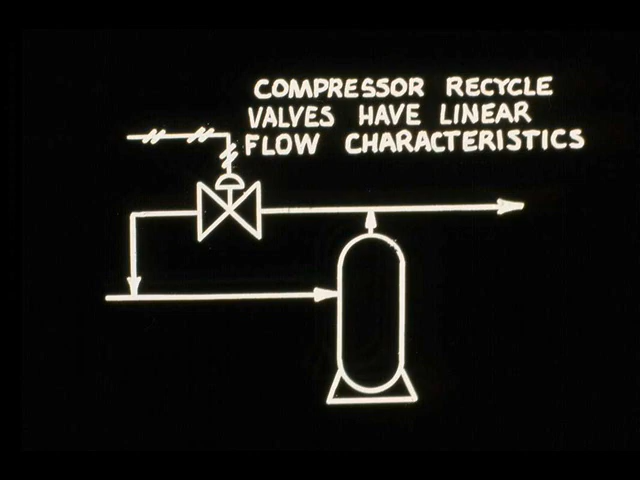 COMPRESSOR RECYCLE
VALVES HAVE LINEAR
FLOW CHARACTERISTICS